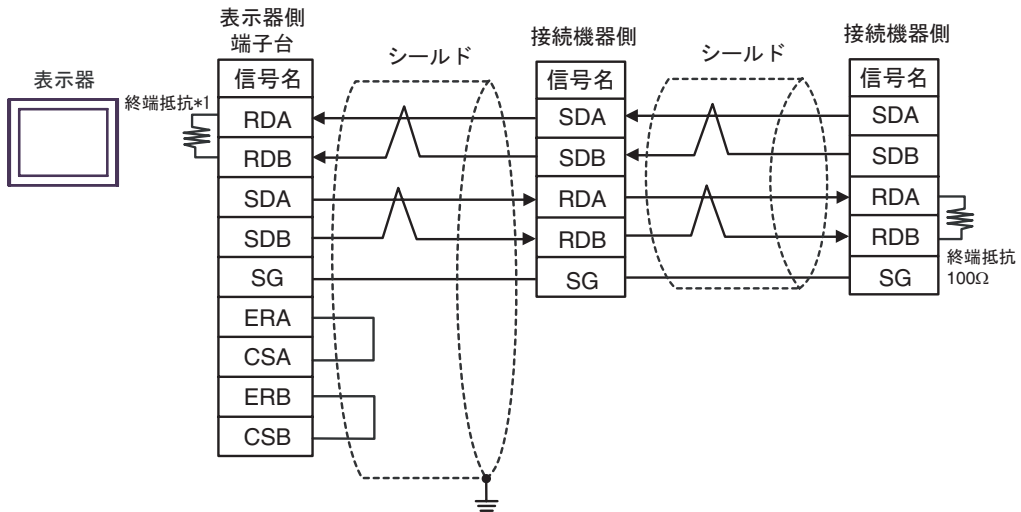 表示器
終端抵抗*1
表示器側
端子台
信号名
RDA
RDB
SDA
SDB
SG
ERA
CSA
ERB
CSB
シールド
接続機器側
信号名
SDA
SDB
RDA
RDB
SG
シールド
接続機器側
信号名
SDA
SDB
RDA
RDB
SG
終端抵抗
100Ω